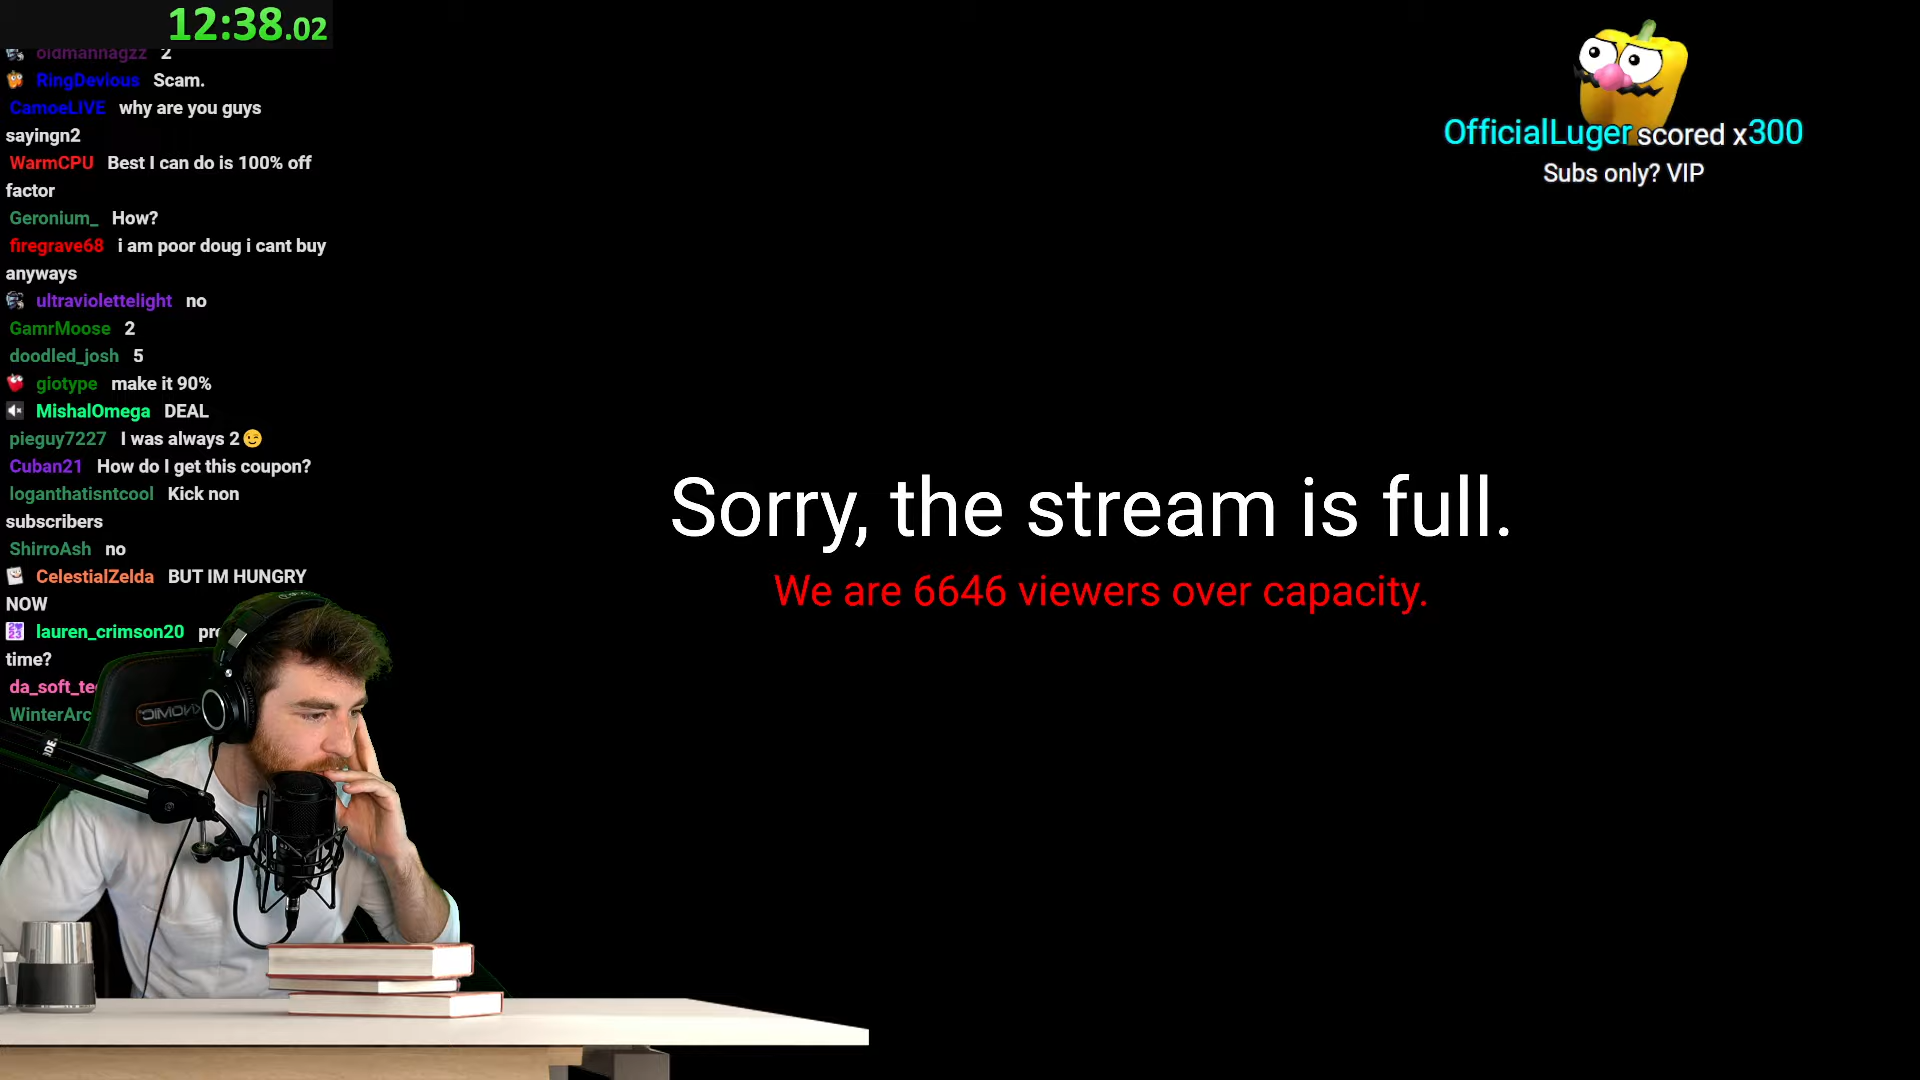 12:38.02
oldmannagzz 2
RingDevious Scam.
CamoeLIVE why are you guys
sayingn2
WarmCPU Best I can do is 100% off
factor
Geronium_ How?
firegrave68 i am poor doug i cant buy
anyways
ultraviolettelight no
GamrMoose 2
doodled_josh 5
giotype make it 90%
MishalOmega DEAL
pieguy7227 I was always 2😉
Cuban21 How do I get this coupon?
loganthatisntcool Kick non
subscribers
ShirroAsh no
CelestialZelda BUT IM HUNGRY
NOW
lauren_crimson20
time?
OfficialLuger scored x300
Subs only? VIP
Sorry, the stream is full.
We are 6646 viewers over capacity.